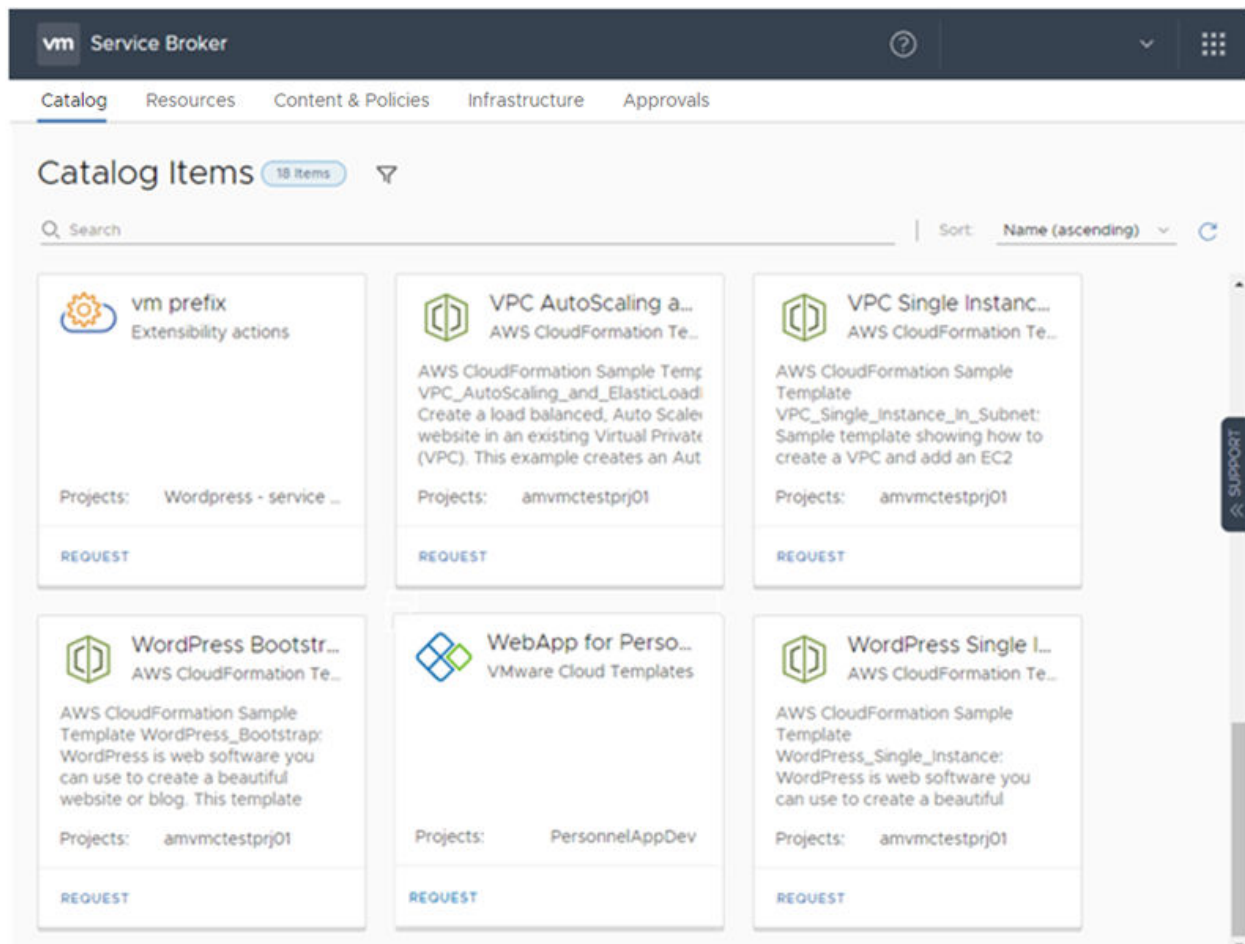 vm Service Broker
Catalog Resources Content & Policies Infrastructure Approvals
Catalog Items 18 Items
Search
Sort: Name (ascending)
vm prefix
Extensibility actions
Projects: Wordpress - service ...
REQUEST
VPC AutoScaling a...
AWS CloudFormation Te...
AWS CloudFormation Sample Temp
VPC_AutoScaling_and_ElasticLoadl
Create a load balanced, Auto Scale
website in an existing Virtual Private
(VPC). This example creates an Aut
Projects: amvmctestprj01
REQUEST
VPC Single Instanc...
AWS CloudFormation Te...
AWS CloudFormation Sample
Template
VPC_Single_Instance_In_Subnet:
Sample template showing how to
create a VPC and add an EC2
Projects: amvmctestprj01
REQUEST
SUPPORT
WordPress Bootstr...
AWS CloudFormation Te...
AWS CloudFormation Sample
Template WordPress_Bootstrap:
WordPress is web software you
can use to create a beautiful
website or blog. This template
Projects: amvmctestprj01
REQUEST
WebApp for Perso...
VMware Cloud Templates
Projects: PersonnelAppDev
REQUEST
WordPress Single I...
AWS CloudFormation Te...
AWS CloudFormation Sample
Template
WordPress_Single_Instance:
WordPress is web software you
can use to create a beautiful
Projects: amvmctestprj01
REQUEST